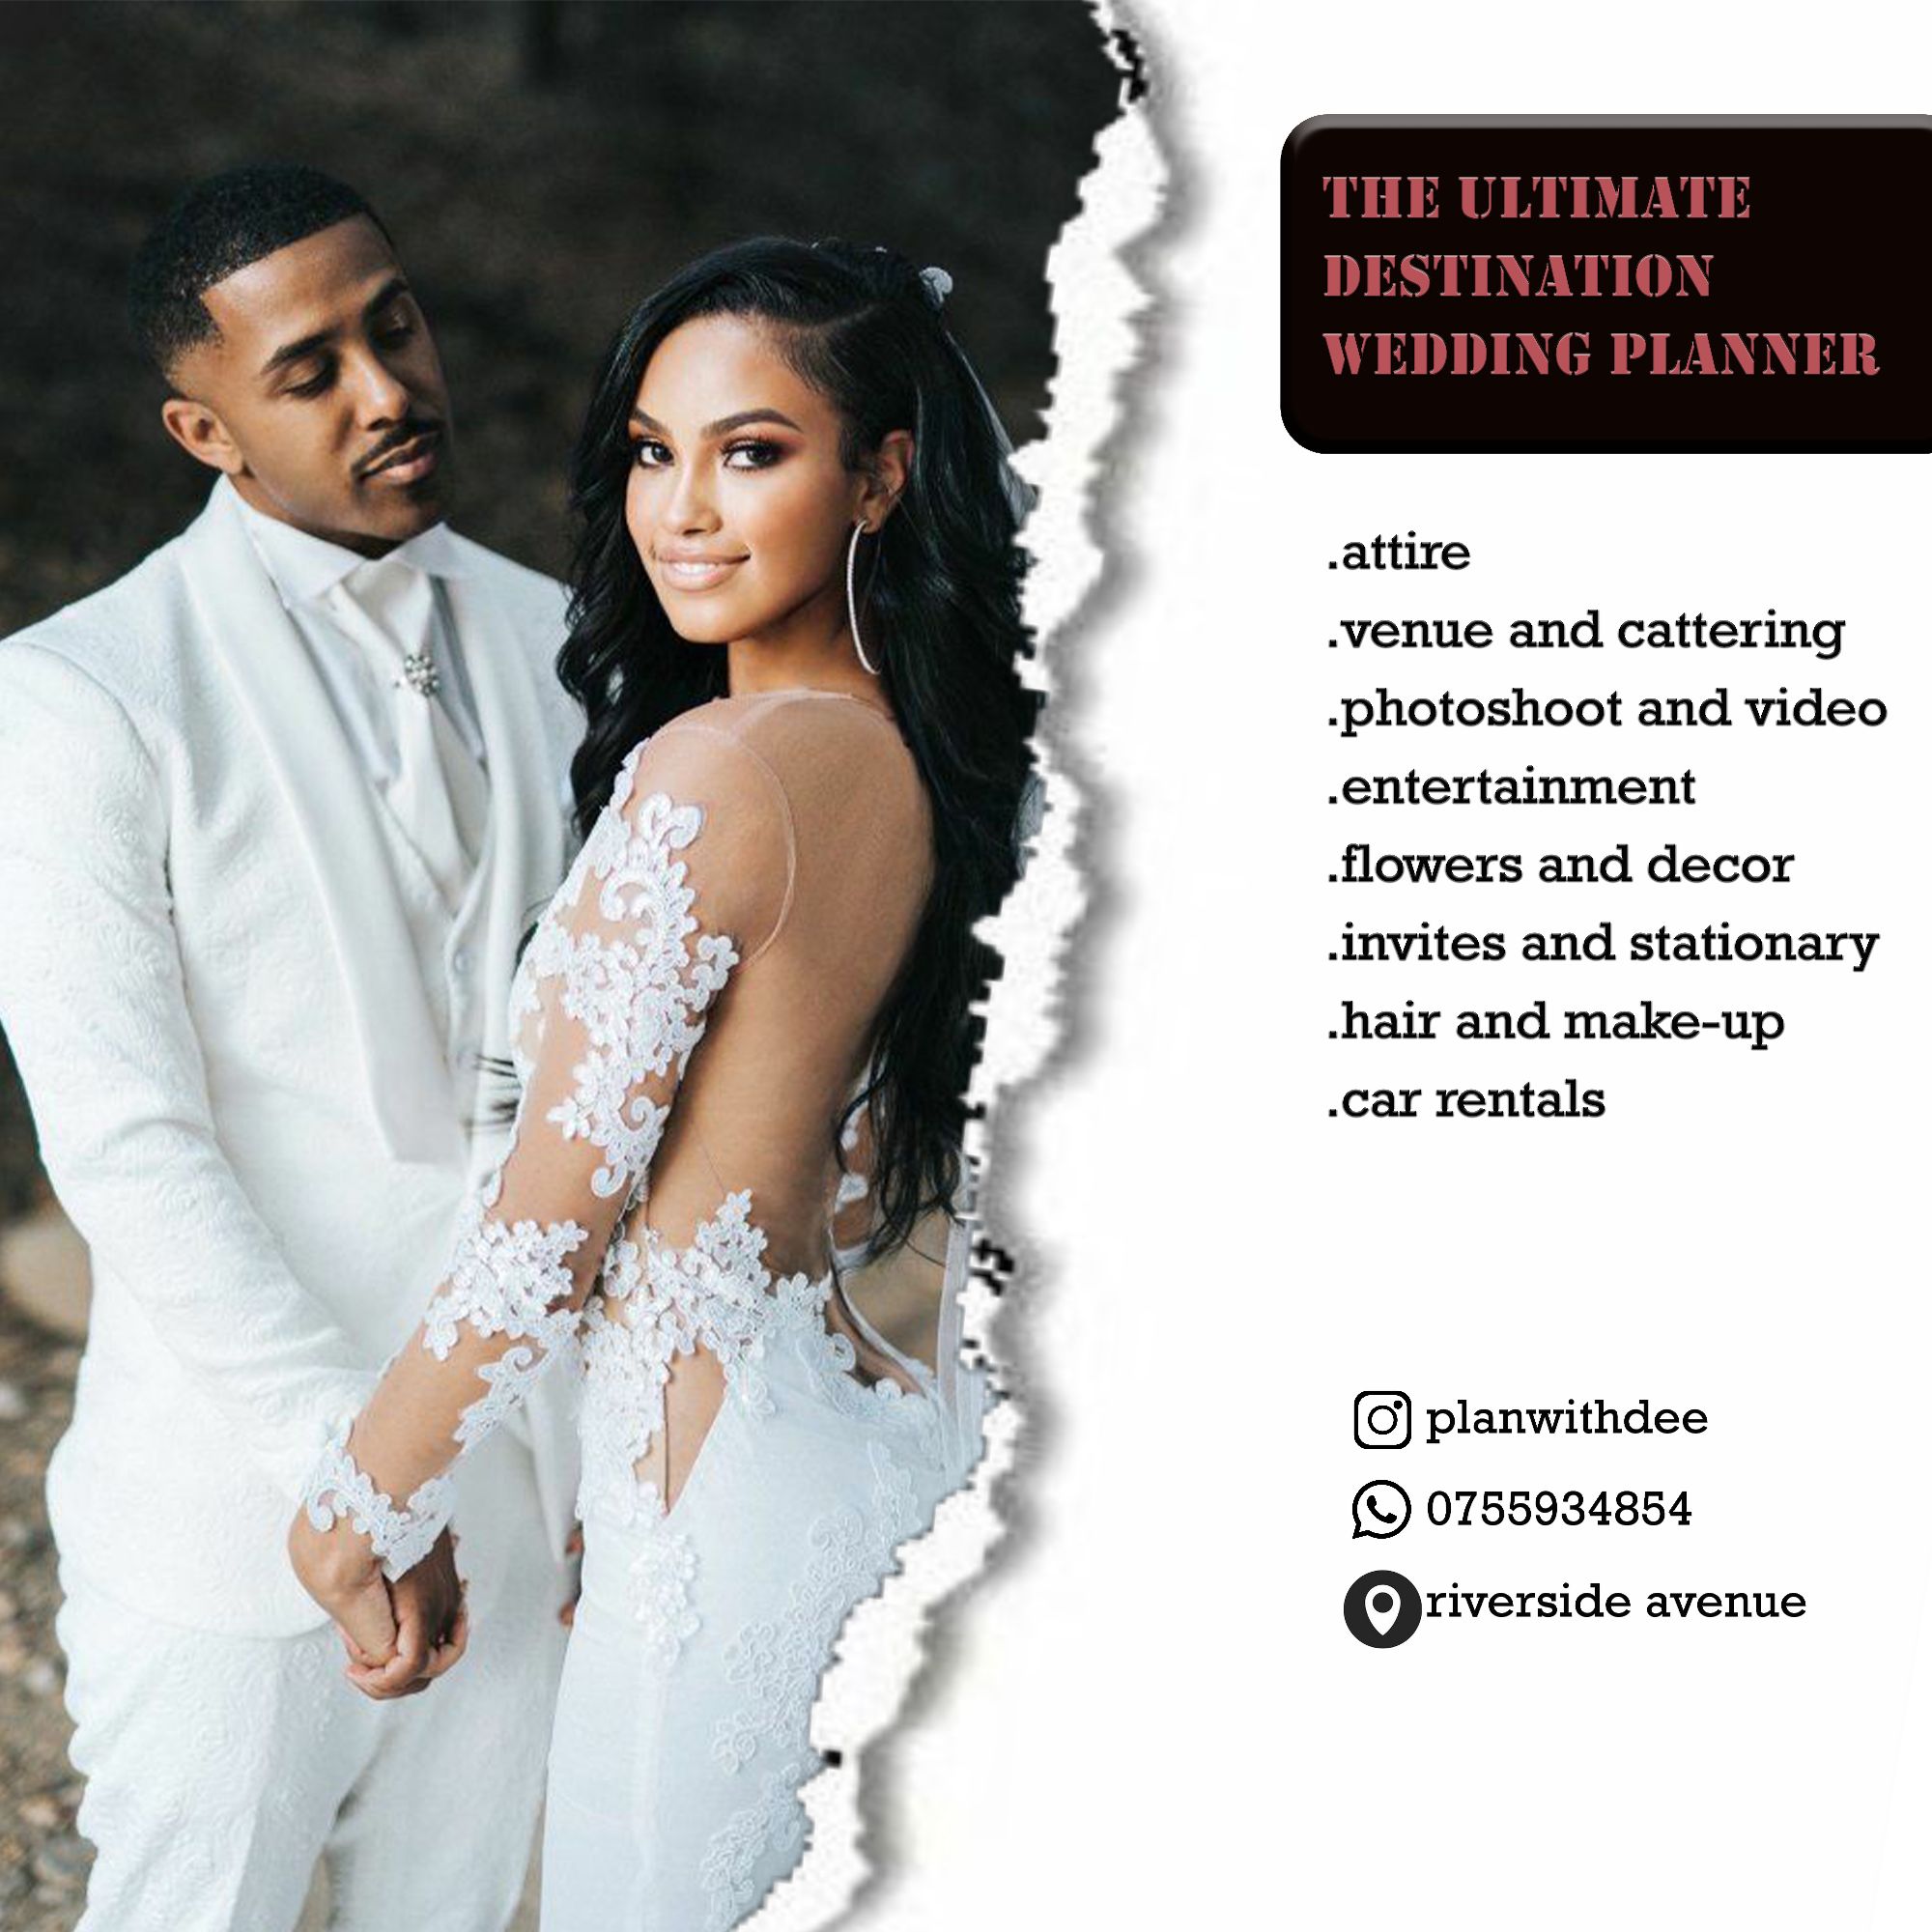 THE ULTIMATE
DESTINATION
WEDDING PLANNER
.attire
.venue and cattering
.photoshoot and video
.entertainment
.flowers and decor
.invites and stationary
.hair and make-up
.car rentals
planwithdee
0755934854
riverside avenue